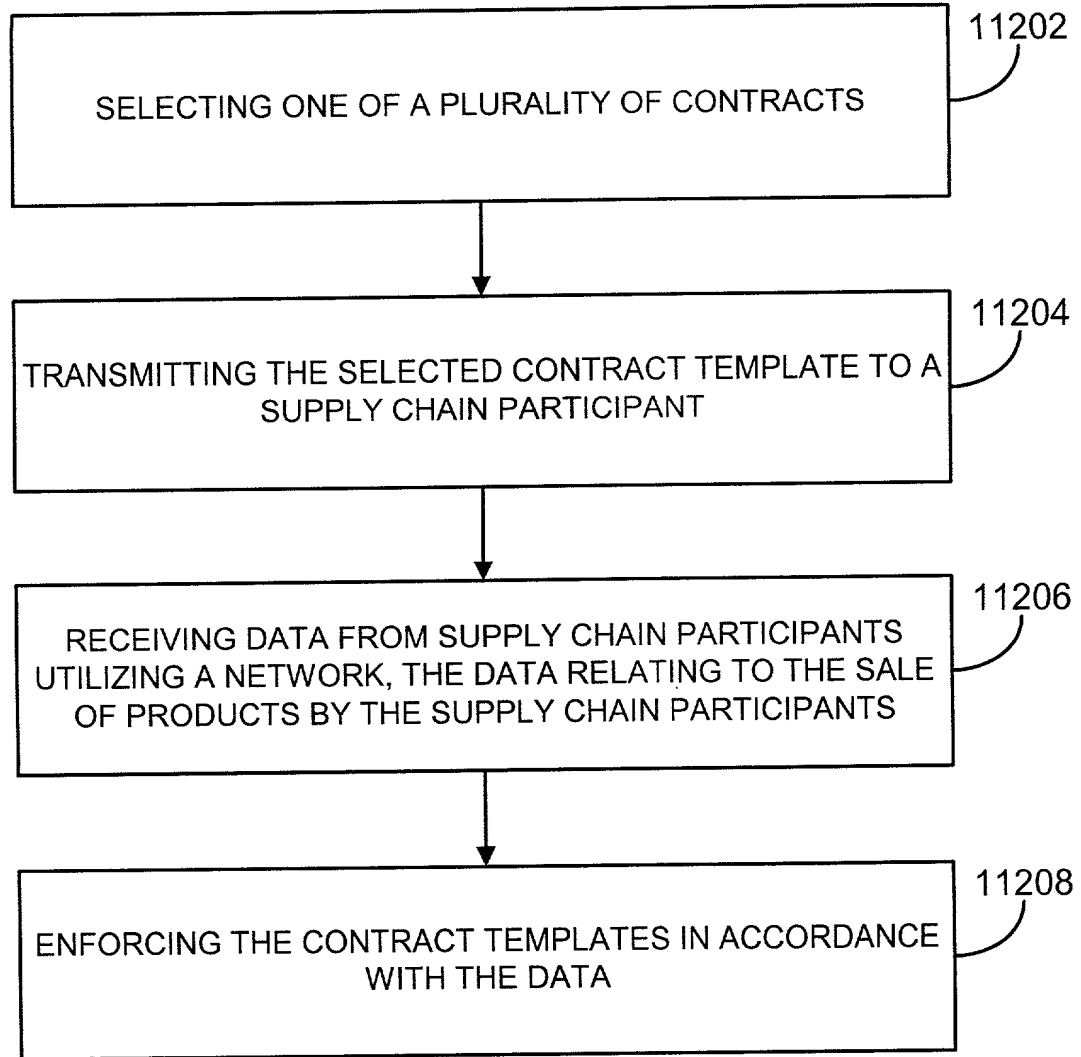 11202
SELECTING ONE OF A PLURALITY OF CONTRACTS
11204
TRANSMITTING THE SELECTED CONTRACT TEMPLATE TO A
SUPPLY CHAIN PARTICIPANT
11206
RECEIVING DATA FROM SUPPLY CHAIN PARTICIPANTS
UTILIZING A NETWORK, THE DATA RELATING TO THE SALE
OF PRODUCTS BY THE SUPPLY CHAIN PARTICIPANTS
11208
ENFORCING THE CONTRACT TEMPLATES IN ACCORDANCE
WITH THE DATA